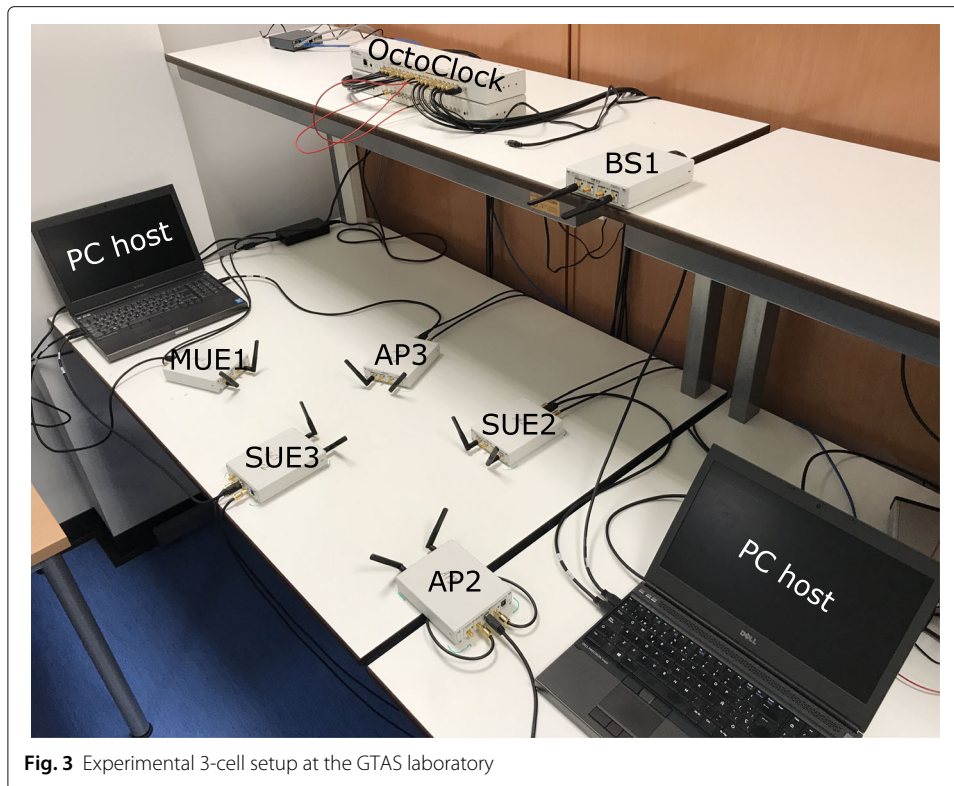 OctoClock
BS1
PC host
MUE1
AP3
SUE2
SUE3
AP2
PC host
DELL
Fig. 3 Experimental 3-cell setup at the GTAS laboratory